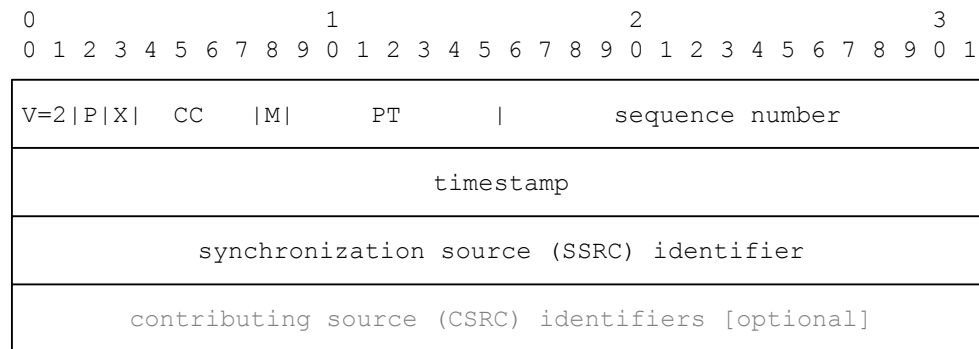 0 1 2 3
0 1 2 3 4 5 6 7 8 9 0 1 2 3 4 5 6 7 8 9 0 1 2 3 4 5 6 7 8 9 0 1
V=2|P|X| CC |M| PT | sequence number
timestamp
synchronization source (SSRC) identifier
contributing source (CSRC) identifiers [optional]